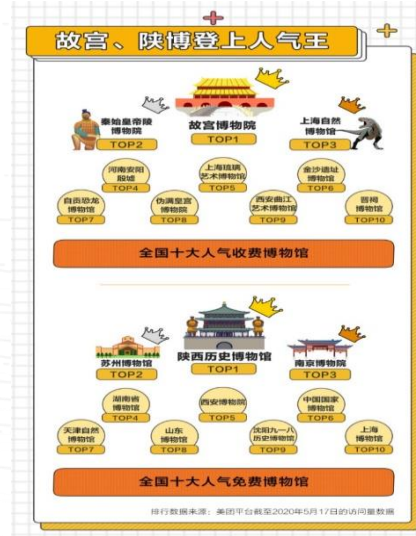 故宫、陕博登上人气王
故宫博物院
TOP1
秦始皇帝陵
博物院
TOP2
上海自然
博物馆
TOP3
河南安阳
殷墟
TOP4
上海琉璃
艺术博物馆
TOP5
金沙遗址
博物馆
TOP6
自贡恐龙
博物馆
TOP7
伪满皇宫
博物院
TOP8
西安曲江
艺术博物馆
TOP9
晋祠
博物馆
TOP10
全国十大人气收费博物馆
陕西历史博物馆
TOP1
苏州博物馆
TOP2
南京博物院
TOP3
湖南省
博物馆
TOP4
西安博物院
TOP5
中国国家
博物馆
TOP6
天津自然
博物馆
TOP7
山东
博物馆
TOP8
沈阳九一八
历史博物馆
TOP9
上海
博物馆
TOP10
全国十大人气免费博物馆
排行数据来源：美团平台截至2020年5月17日的访问量数据